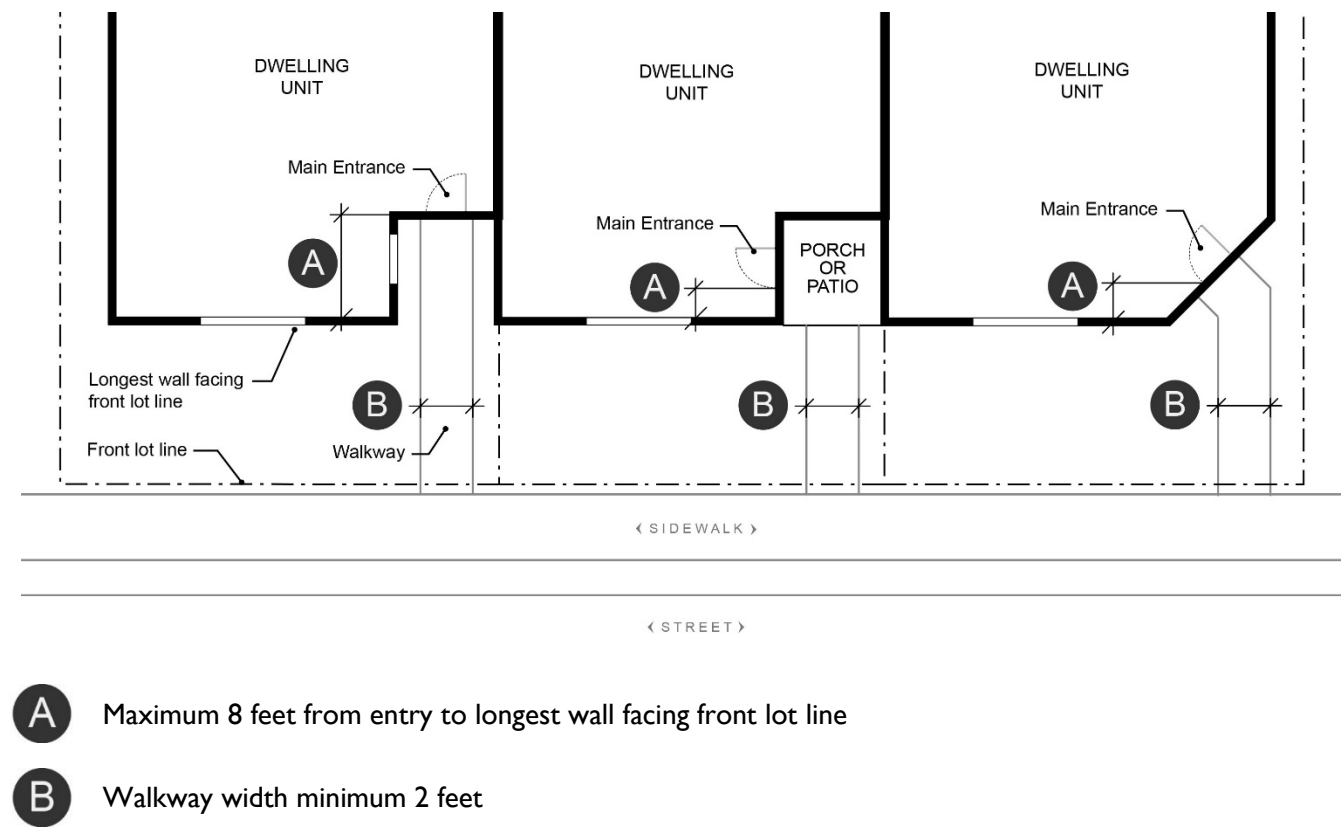 DWELLING
UNIT
DWELLING
UNIT
DWELLING
UNIT
Main Entrance
Main Entrance
Main Entrance
PORCH
OR
PATIO
A
A
A
Longest wall facing
front lot line
B
B
B
Front lot line
Walkway
SIDEWALK
STREET
A Maximum 8 feet from entry to longest wall facing front lot line
B Walkway width minimum 2 feet